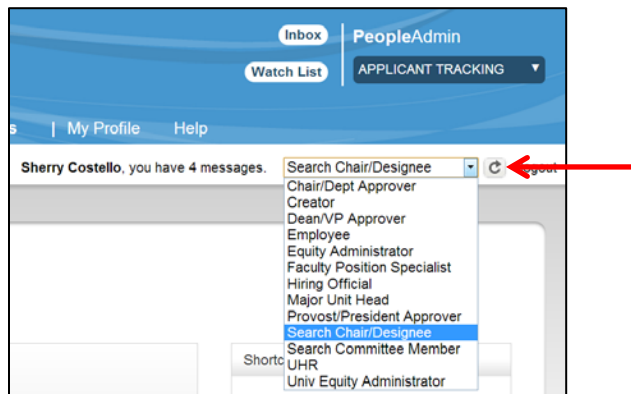 Inbox
PeopleAdmin
Watch List
APPLICANT TRACKING
s | My Profile Help
Sherry Costello, you have 4 messages. Search Chair/Designee
Chair/Dept Approver
Creator
Dean/VP Approver
Employee
Equity Administrator
Faculty Position Specialist
Hiring Official
Major Unit Head
Provost/President Approver
Search Chair/Designee
Search Committee Member
Shortc
UHR
Univ Equity Administrator